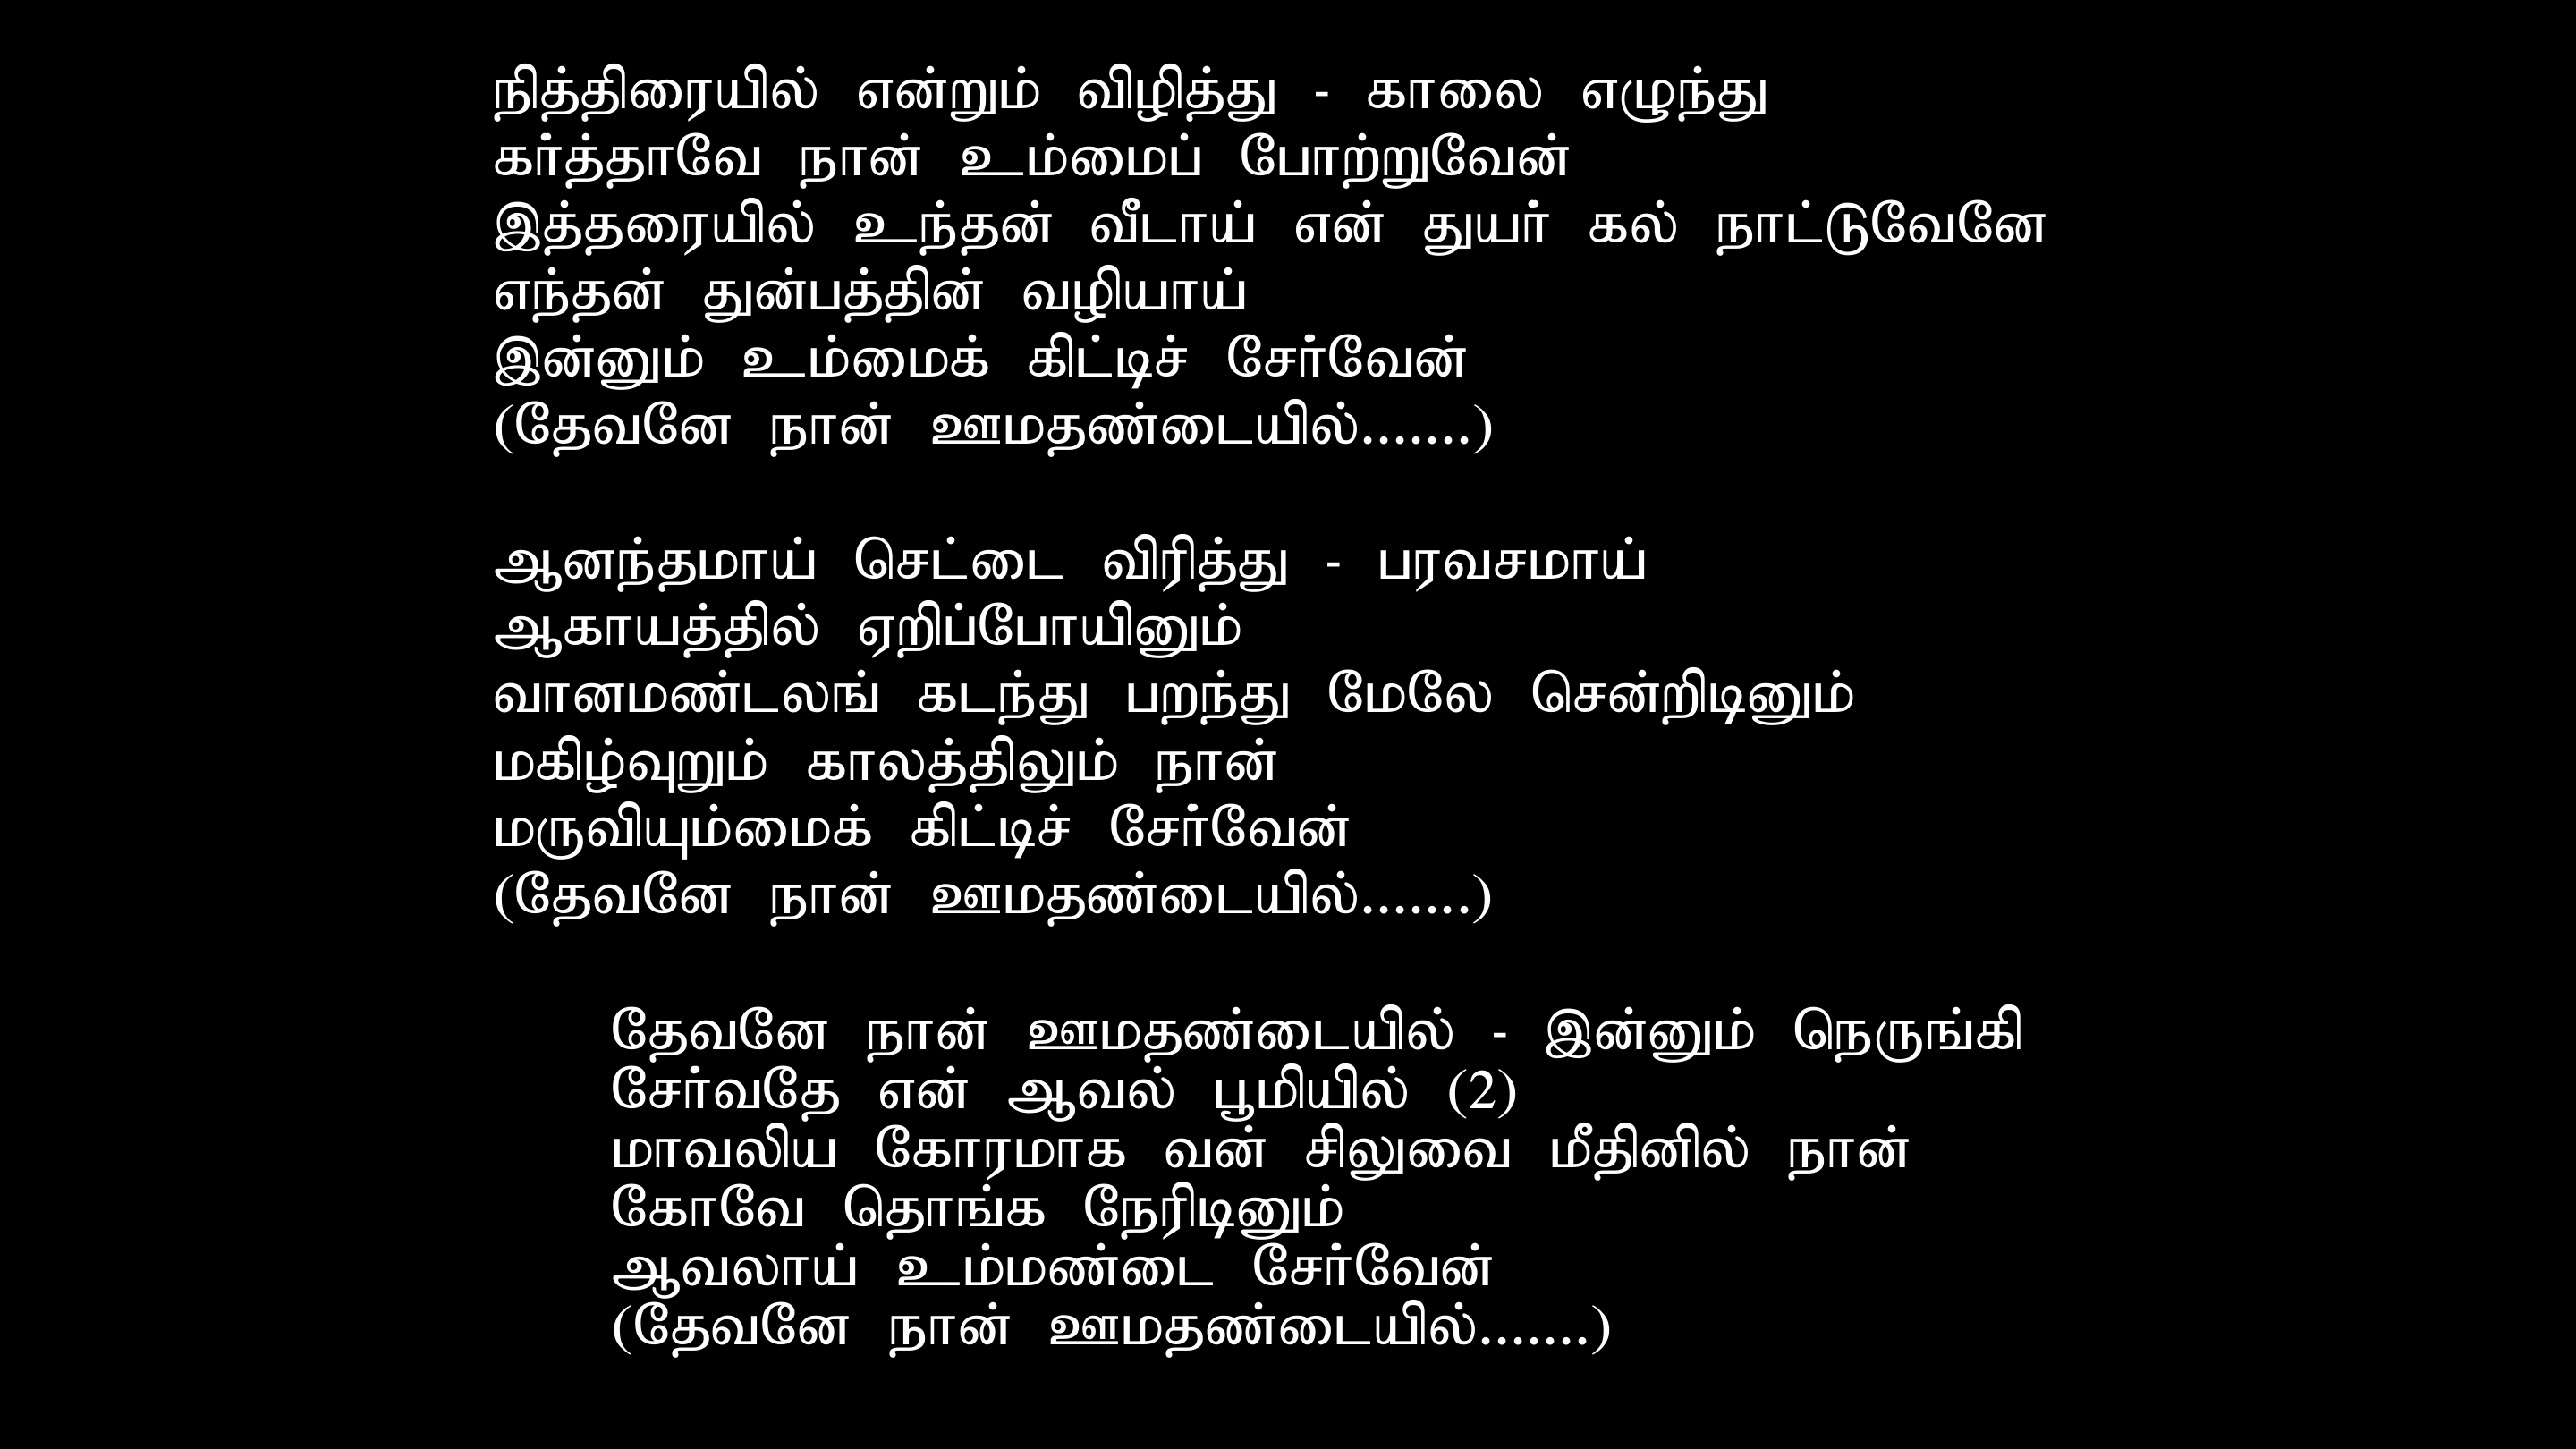 நித்திரையில் என்றும் விழித்து - காலை எழுந்து
கர்த்தாவே நான் உம்மைப் போற்றுவேன்
இத்தரையில் உந்தன் வீடாய் என் துயர் கல் நாட்டுவேனே
எந்தன் துன்பத்தின் வழியாய்
இன்னும் உம்மைக் கிட்டிச் சேர்வேன்
(தேவனே நான் ஊமதண்டையில்.......)
ஆனந்தமாய் செட்டை விரித்து - பரவசமாய்
ஆகாயத்தில் ஏறிப்போயினும்
வானமண்டலங் கடந்து பறந்து மேலே சென்றிடினும்
மகிழ்வுறும் காலத்திலும் நான்
மருவியும்மைக் கிட்டிச் சேர்வேன்
(தேவனே நான் ஊமதண்டையில்.......)
தேவனே நான் ஊமதண்டையில் - இன்னும் நெருங்கி
சேர்வதே என் ஆவல் பூமியில் (2)
மாவலிய கோரமாக வன் சிலுவை மீதினில் நான்
கோவே தொங்க நேரிடினும்
ஆவலாய் உம்மண்டை சேர்வேன்
(தேவனே நான் ஊமதண்டையில்.......)